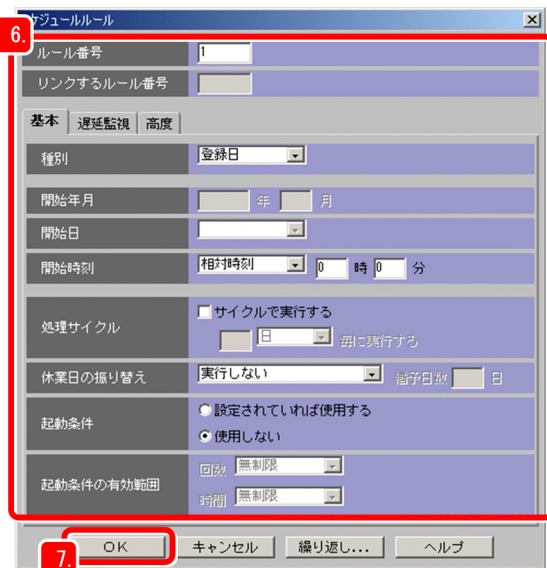 ケジュールルール
6.
ルール番号 1
リンクするルール番号
基本 遅延監視 高度
種別 登録日
開始年月 年 月
開始日
開始時刻 相対時刻 0 時 0 分
処理サイクル サイクルで実行する
日 毎に実行する
休業日の振り替え 実行しない 猶予日数 日
起動条件 設定されていれば使用する
使用しない
起動条件の有効範囲 回数 無制限
時間 無制限
7.
OK キャンセル 繰り返し... ヘルプ